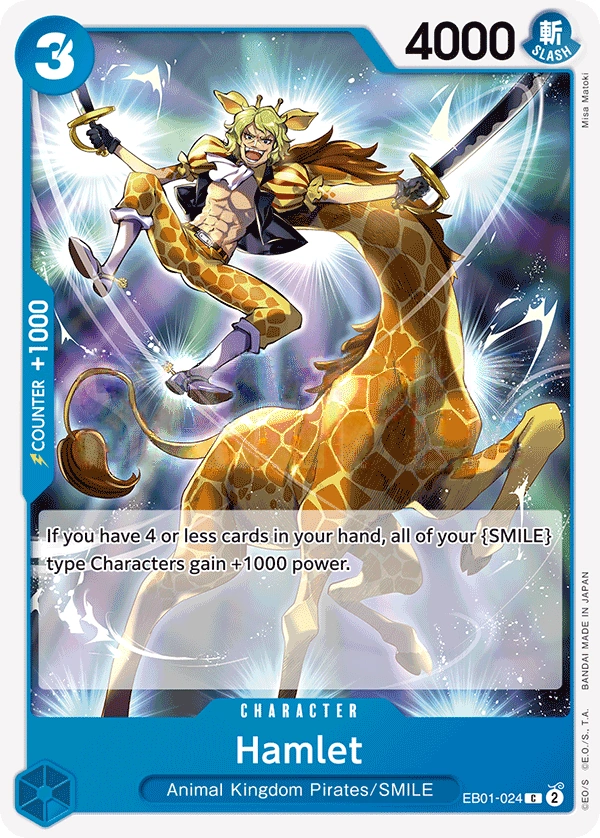 3
4000
斬
SLASH
Misa Matoki
COUNTER +1000
If you have 4 or less cards in your hand, all of your {SMILE}
type Characters gain +1000 power.
CHARACTER
Hamlet
Animal Kingdom Pirates/SMILE
EB01-024 C 2
©EO/S ©E.O./S., T.A. BANDAI MADE IN JAPAN